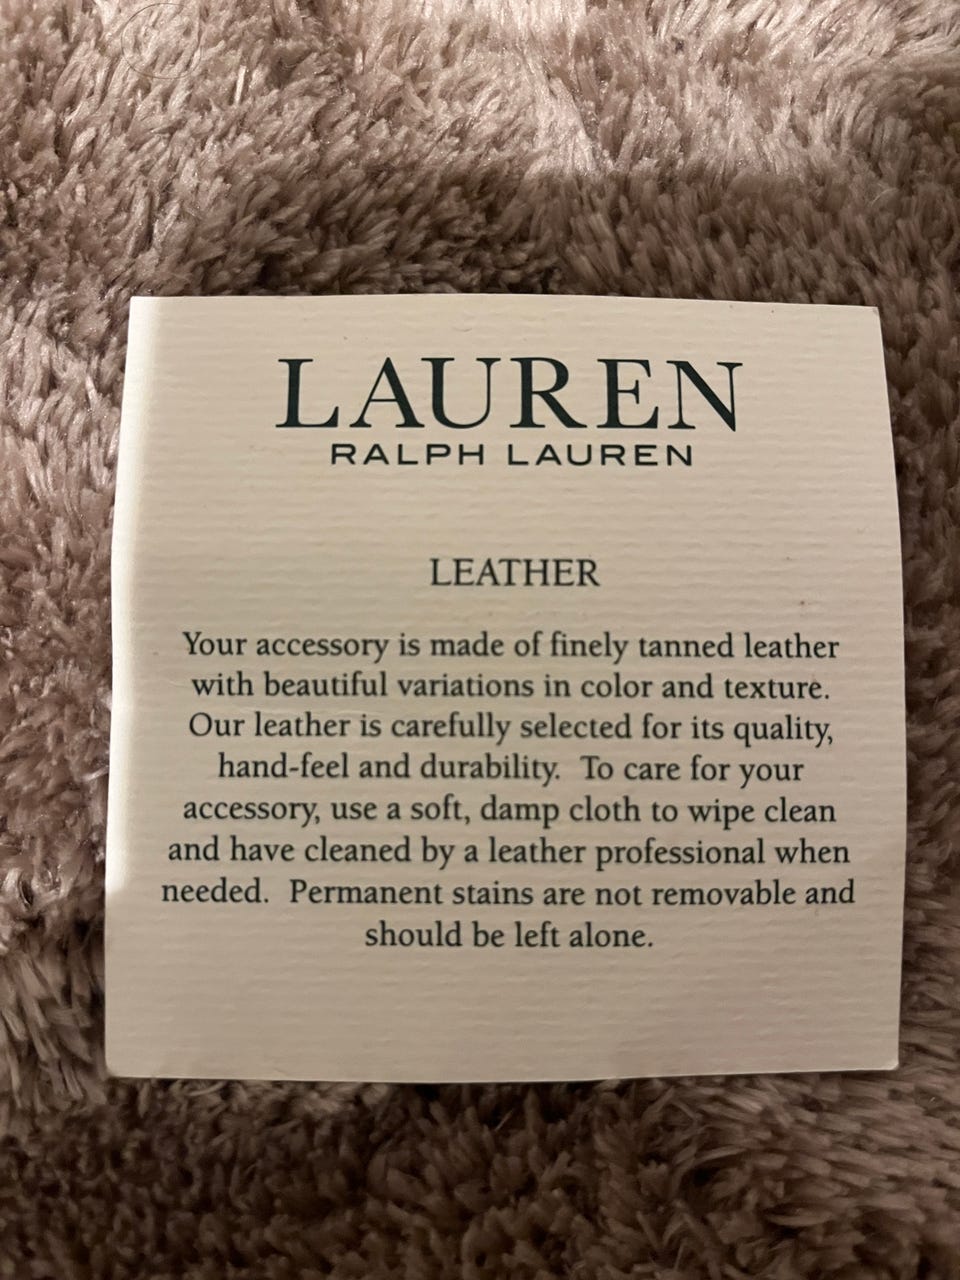 LAUREN
RALPH LAUREN
LEATHER
Your accessory is made of finely tanned leather
with beautiful variations in color and texture.
Our leather is carefully selected for its quality,
hand-feel and durability.  To care for your
accessory, use a soft, damp cloth to wipe clean
and have cleaned by a leather professional when
needed.  Permanent stains are not removable and
should be left alone.